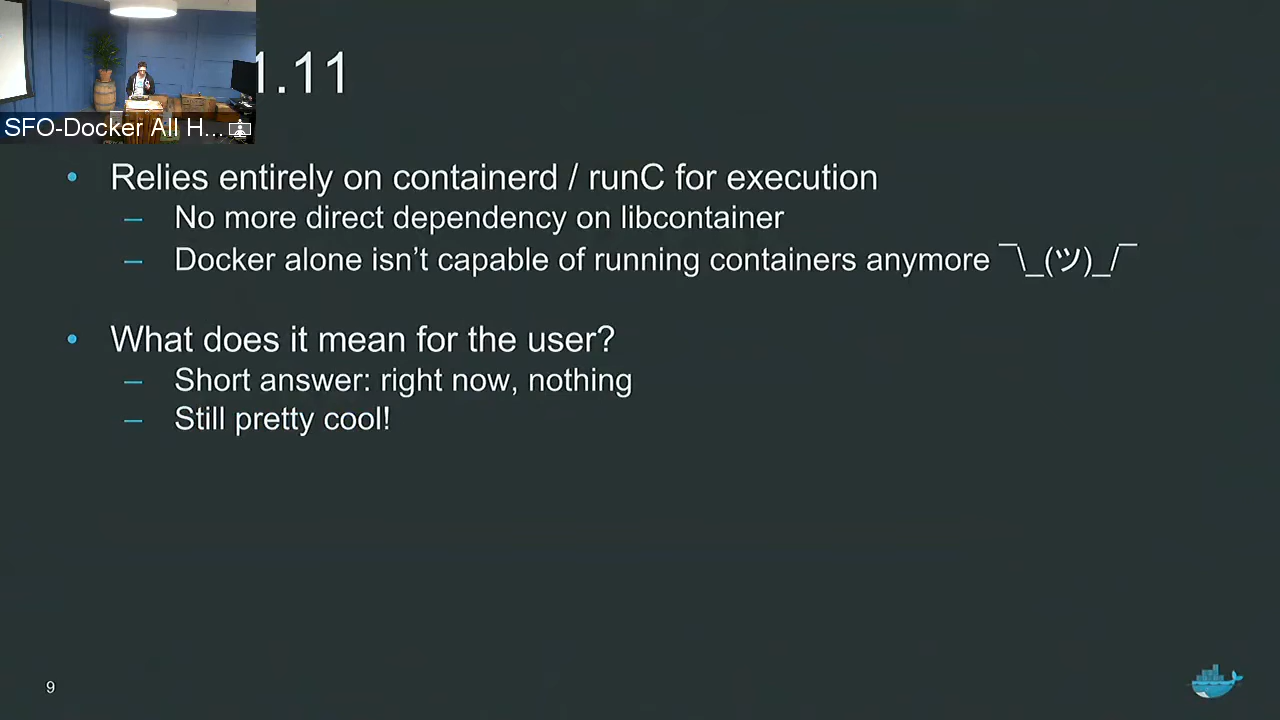 1.11
SFO-Docker All H...
• Relies entirely on containerd / runC for execution
– No more direct dependency on libcontainer
– Docker alone isn’t capable of running containers anymore ¯\_(ツ)_/¯
• What does it mean for the user?
– Short answer: right now, nothing
– Still pretty cool!
9